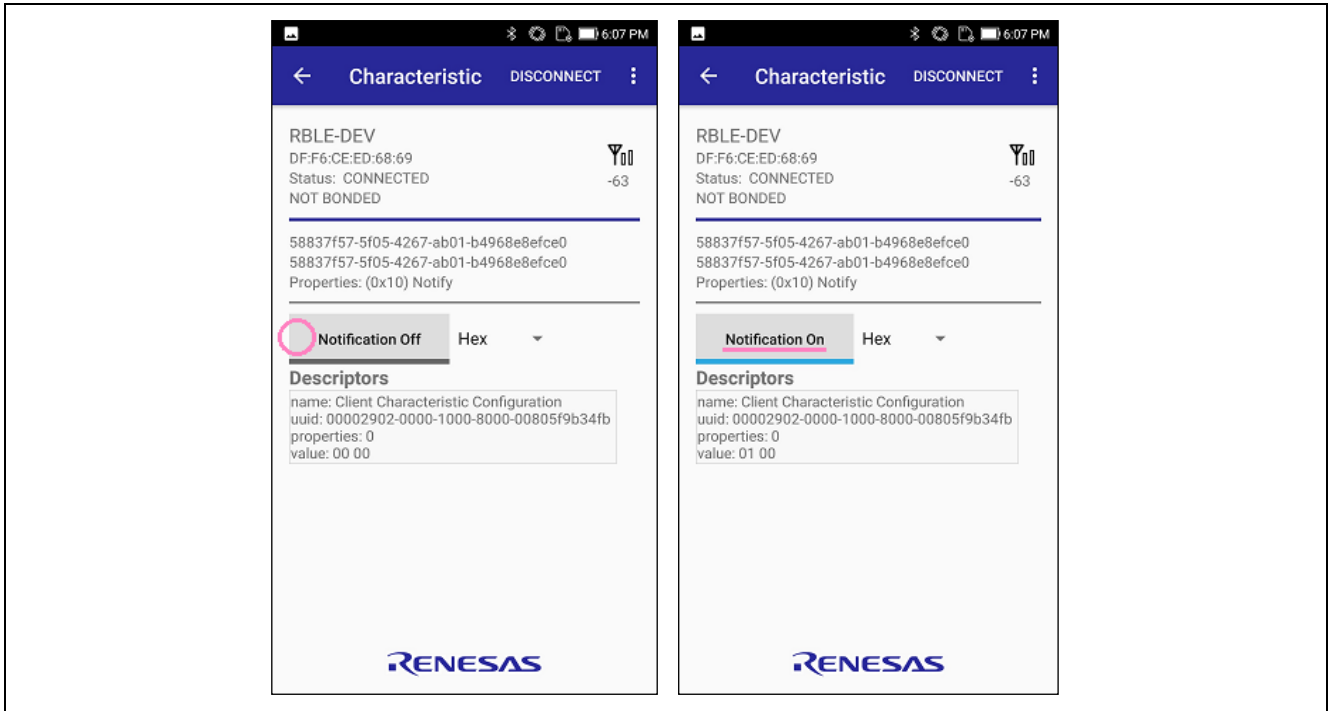 6:07 PM
Characteristic DISCONNECT
RBLE-DEV
DF:F6:CE:ED:68:69
Status: CONNECTED
-63
NOT BONDED
58837f57-5f05-4267-ab01-b4968e8efce0
58837f57-5f05-4267-ab01-b4968e8efce0
Properties: (0x10) Notify
Notification Off Hex
Descriptors
name: Client Characteristic Configuration
uuid: 00002902-0000-1000-8000-00805f9b34fb
properties: 0
value: 00 00
RENESAS
6:07 PM
Characteristic DISCONNECT
RBLE-DEV
DF:F6:CE:ED:68:69
Status: CONNECTED
-63
NOT BONDED
58837f57-5f05-4267-ab01-b4968e8efce0
58837f57-5f05-4267-ab01-b4968e8efce0
Properties: (0x10) Notify
Notification On Hex
Descriptors
name: Client Characteristic Configuration
uuid: 00002902-0000-1000-8000-00805f9b34fb
properties: 0
value: 01 00
RENESAS